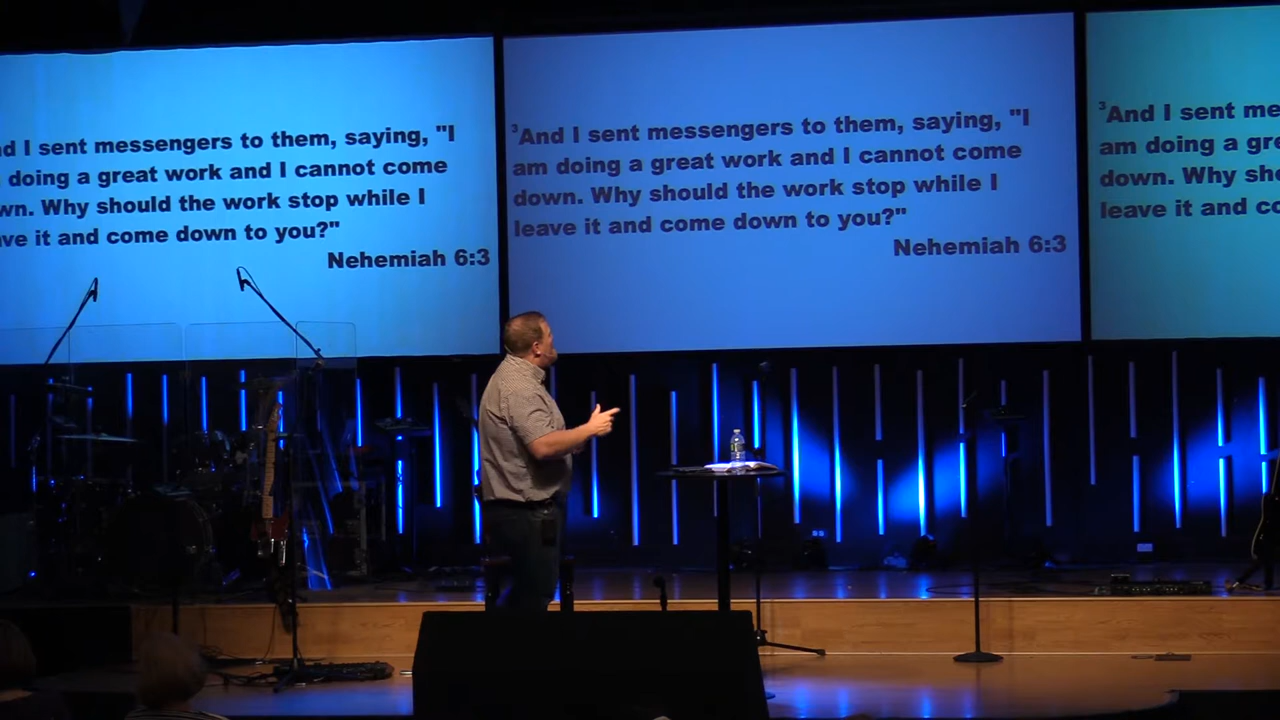 nd I sent messengers to them, saying, "I
doing a great work and I cannot come
wn. Why should the work stop while I
ve it and come down to you?"
Nehemiah 6:3
³And I sent messengers to them, saying, "I
am doing a great work and I cannot come
down. Why should the work stop while I
leave it and come down to you?"
Nehemiah 6:3
³And I sent me
am doing a gre
down. Why sho
leave it and co